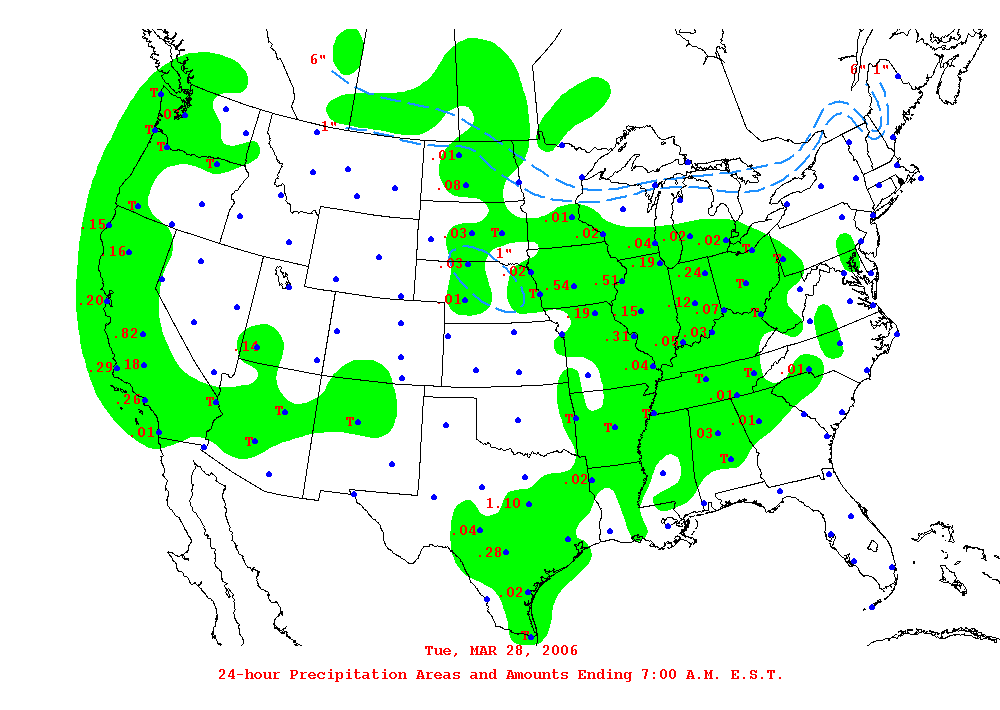 6"
6" 1"
T
.03
1"
T
T
.01
T
.08
T
.01
.15
.03 T
.02
.04 .02 .02
T
.16
1"
T
.03
.02
.19
.24
.54
.51
T
T
.20
.01
.12
.07
.19
.15
T
.82
.31
.03
.05
.14
.29 .18
.04
.01
T
T
.26
T
.01
T
T
T
T
.01
T
T
.01
.03
T
T
.02
1.10
.04
.28
.02
T
Tue, MAR 28, 2006
24-hour Precipitation Areas and Amounts Ending 7:00 A.M. E.S.T.